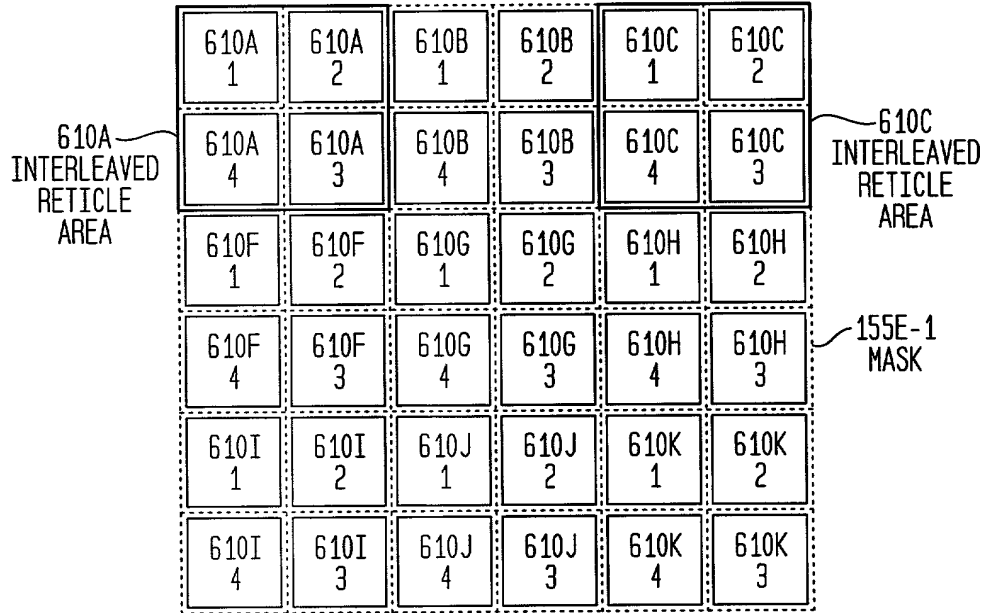 610A 610A 610B 610B 610C 610C
1 2 1 2 1 2
610A 610A 610B 610B 610C 610C
4 3 4 3 4 3
610A
INTERLEAVED
RETICLE
AREA
610C
INTERLEAVED
RETICLE
AREA
610F 610F 610G 610G 610H 610H
1 2 1 2 1 2
610F 610F 610G 610G 610H 610H
4 3 4 3 4 3
155E-1
MASK
610I 610I 610J 610J 610K 610K
1 2 1 2 1 2
610I 610I 610J 610J 610K 610K
4 3 4 3 4 3